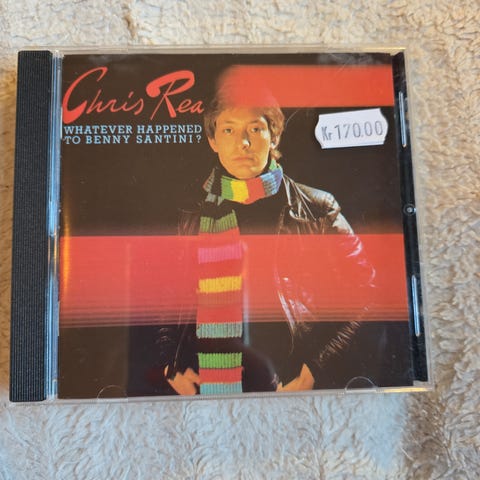 Chris Rea
WHATEVER HAPPENED
TO BENNY SANTINI?
Kr 170.00